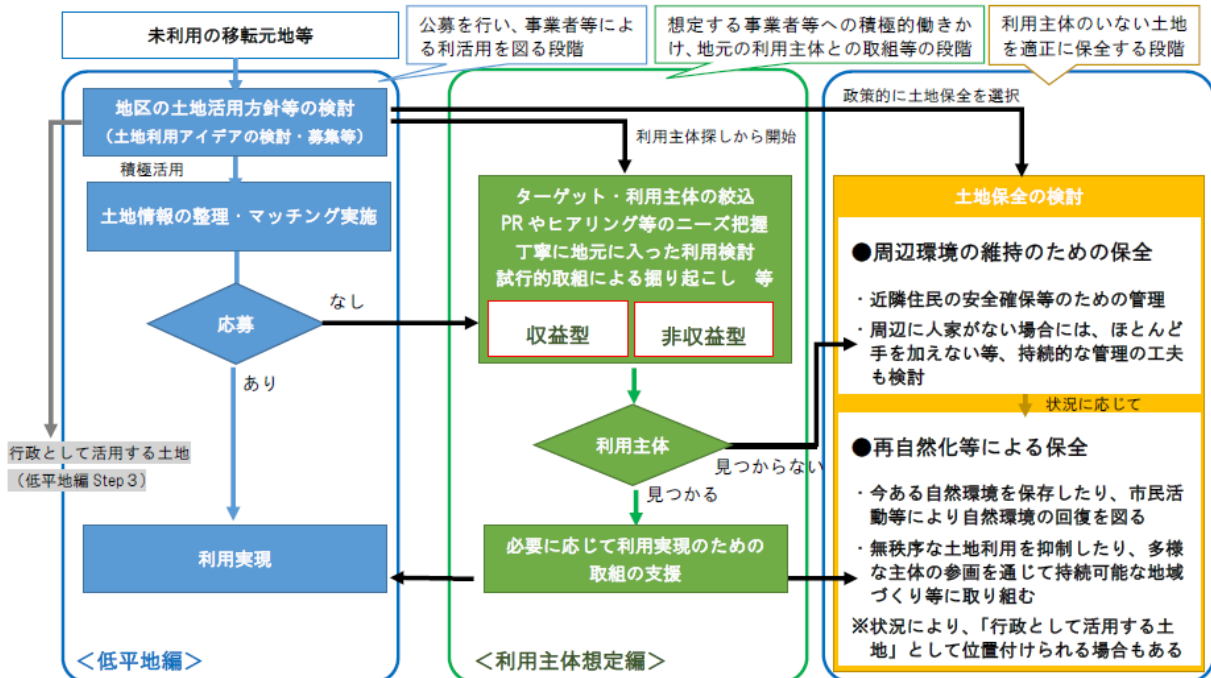 未利用の移転元地等
公募を行い、事業者等によ
る利活用を図る段階
想定する事業者等への積極的働きか
け、地元の利用主体との取組等の段階
利用主体のいない土地
を適正に保全する段階
地区の土地活用方針等の検討
（土地利用アイデアの検討・募集等）
政策的に土地保全を選択
利用主体探しから開始
積極活用
土地情報の整理・マッチング実施
ターゲット・利用主体の絞込
PRやヒアリング等のニーズ把握
丁寧に地元に入った利用検討
試行的取組による掘り起こし　等
収益型
非収益型
応募
なし
あり
行政として活用する土地
（低平地編 Step３）
利用主体
見つからない
見つかる
利用実現
必要に応じて利用実現のための
取組の支援
土地保全の検討
●周辺環境の維持のための保全
・近隣住民の安全確保等のための管理
・周辺に人家がない場合には、ほとんど
手を加えない等、持続的な管理の工夫
も検討
状況に応じて
●再自然化等による保全
・今ある自然環境を保存したり、市民活
動等により自然環境の回復を図る
・無秩序な土地利用を抑制したり、多様
な主体の参画を通じて持続可能な地域
づくり等に取り組む
※状況により、「行政として活用する土
地」として位置付けられる場合もある
＜低平地編＞
＜利用主体想定編＞